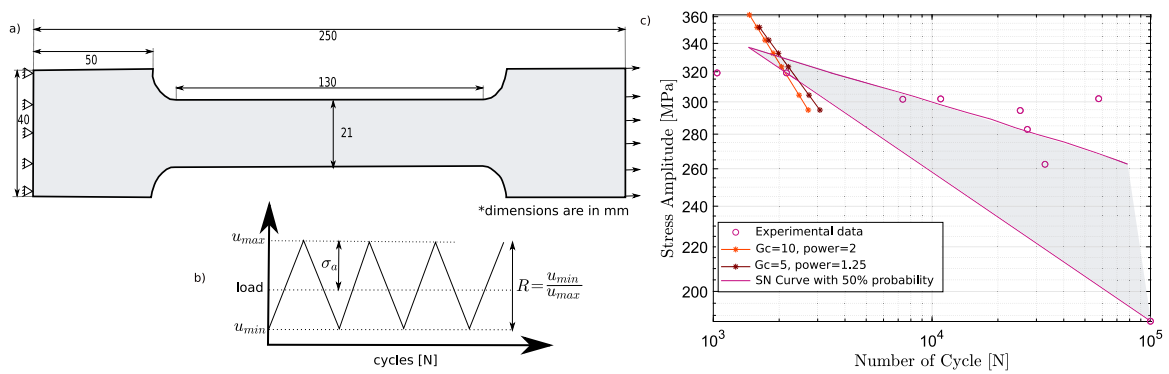 a)
250
50
130
40
21
*dimensions are in mm
b)
u_max
σ_a
load
R = u_min/u_max
u_min
cycles [N]
c)
360
340
320
300
280
260
240
220
200
Stress Amplitude [MPa]
Experimental data
Gc=10, power=2
Gc=5, power=1.25
SN Curve with 50% probability
10^3
10^4
10^5
Number of Cycle [N]